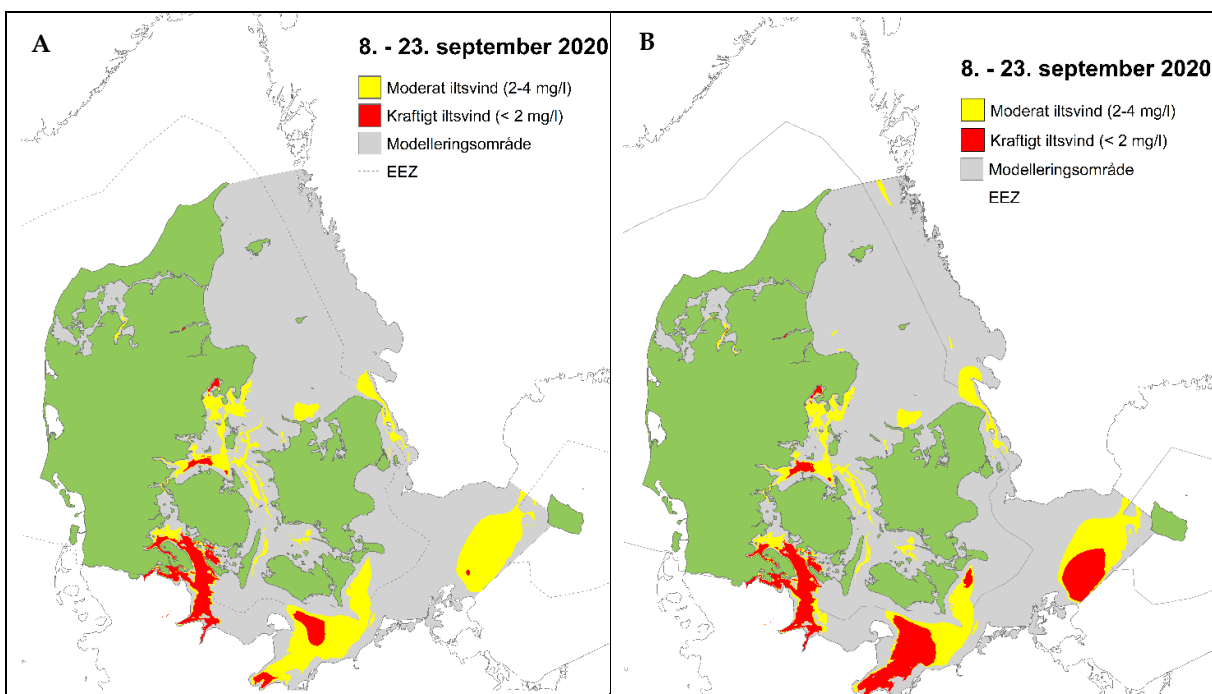 A
8. - 23. september 2020
Moderat iltsvind (2-4 mg/l)
Kraftigt iltsvind (< 2 mg/l)
Modelleringsområde
EEZ
B
8. - 23. september 2020
Moderat iltsvind (2-4 mg/l)
Kraftigt iltsvind (< 2 mg/l)
Modelleringsområde
EEZ